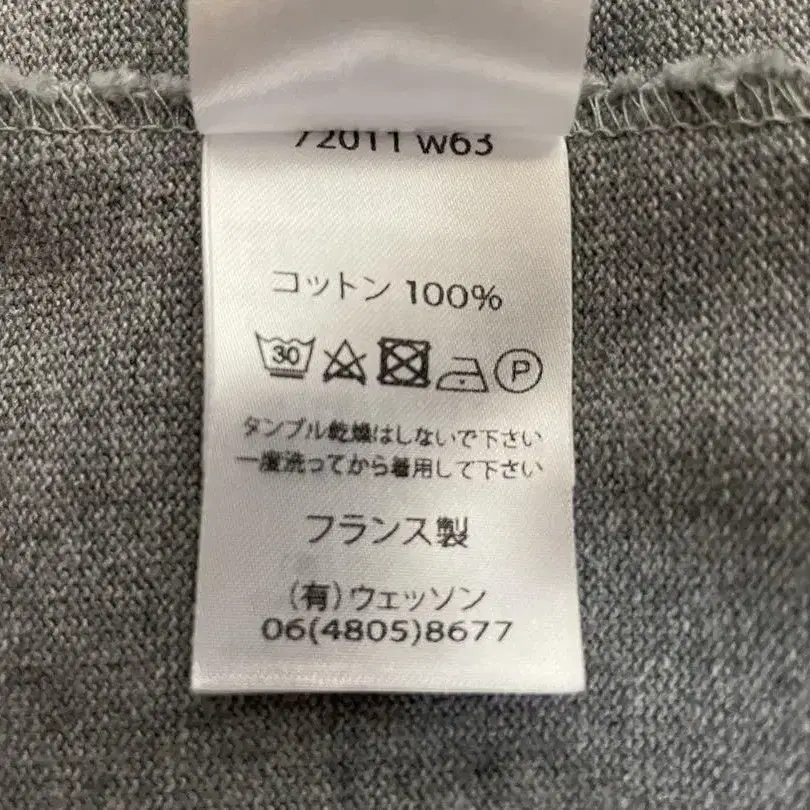 72011 W63
コットン 100%
30 P
タンブル乾燥はしないで下さい
一度洗ってから着用して下さい
フランス製
(有)ウェッソン
06(4805)8677